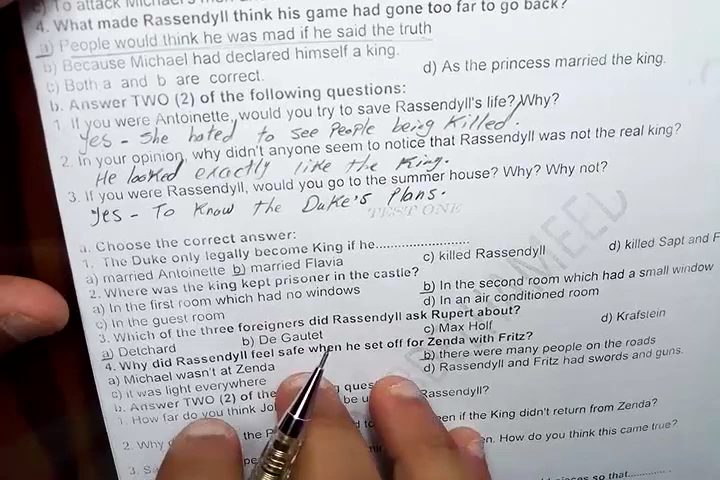 c) To attack Michael's
4. What made Rassendyll think his game had gone too far to go back?
a) People would think he was mad if he said the truth
b) Because Michael had declared himself a king.
c) Both a and b are correct.
d) As the princess married the king.
b. Answer TWO (2) of the following questions:
1. If you were Antoinette, would you try to save Rassendyll's life? Why?
Yes - She hated to see People being Killed.
2. In your opinion, why didn't anyone seem to notice that Rassendyll was not the real king?
He looked exactly like the King.
3. If you were Rassendyll, would you go to the summer house? Why? Why not?
Yes - To Know the Duke's Plans.
TEST ONE
a. Choose the correct answer:
1. The Duke only legally become King if he........................
a) married Antoinette b) married Flavia c) killed Rassendyll d) killed Sapt and F
2. Where was the king kept prisoner in the castle?
a) In the first room which had no windows b) In the second room which had a small window
c) In the guest room d) In an air conditioned room
3. Which of the three foreigners did Rassendyll ask Rupert about?
a) Detchard b) De Gautet c) Max Holf d) Krafstein
4. Why did Rassendyll feel safe when he set off for Zenda with Fritz?
a) Michael wasn't at Zenda b) there were many people on the roads
c) it was light everywhere d) Rassendyll and Fritz had swords and guns.
b. Answer TWO (2) of the ques
1. How far do you think Jo be Rassendyll?
2. Why the een if the King didn't return from Zenda?
3. en. How do you think this came true?
so that.............